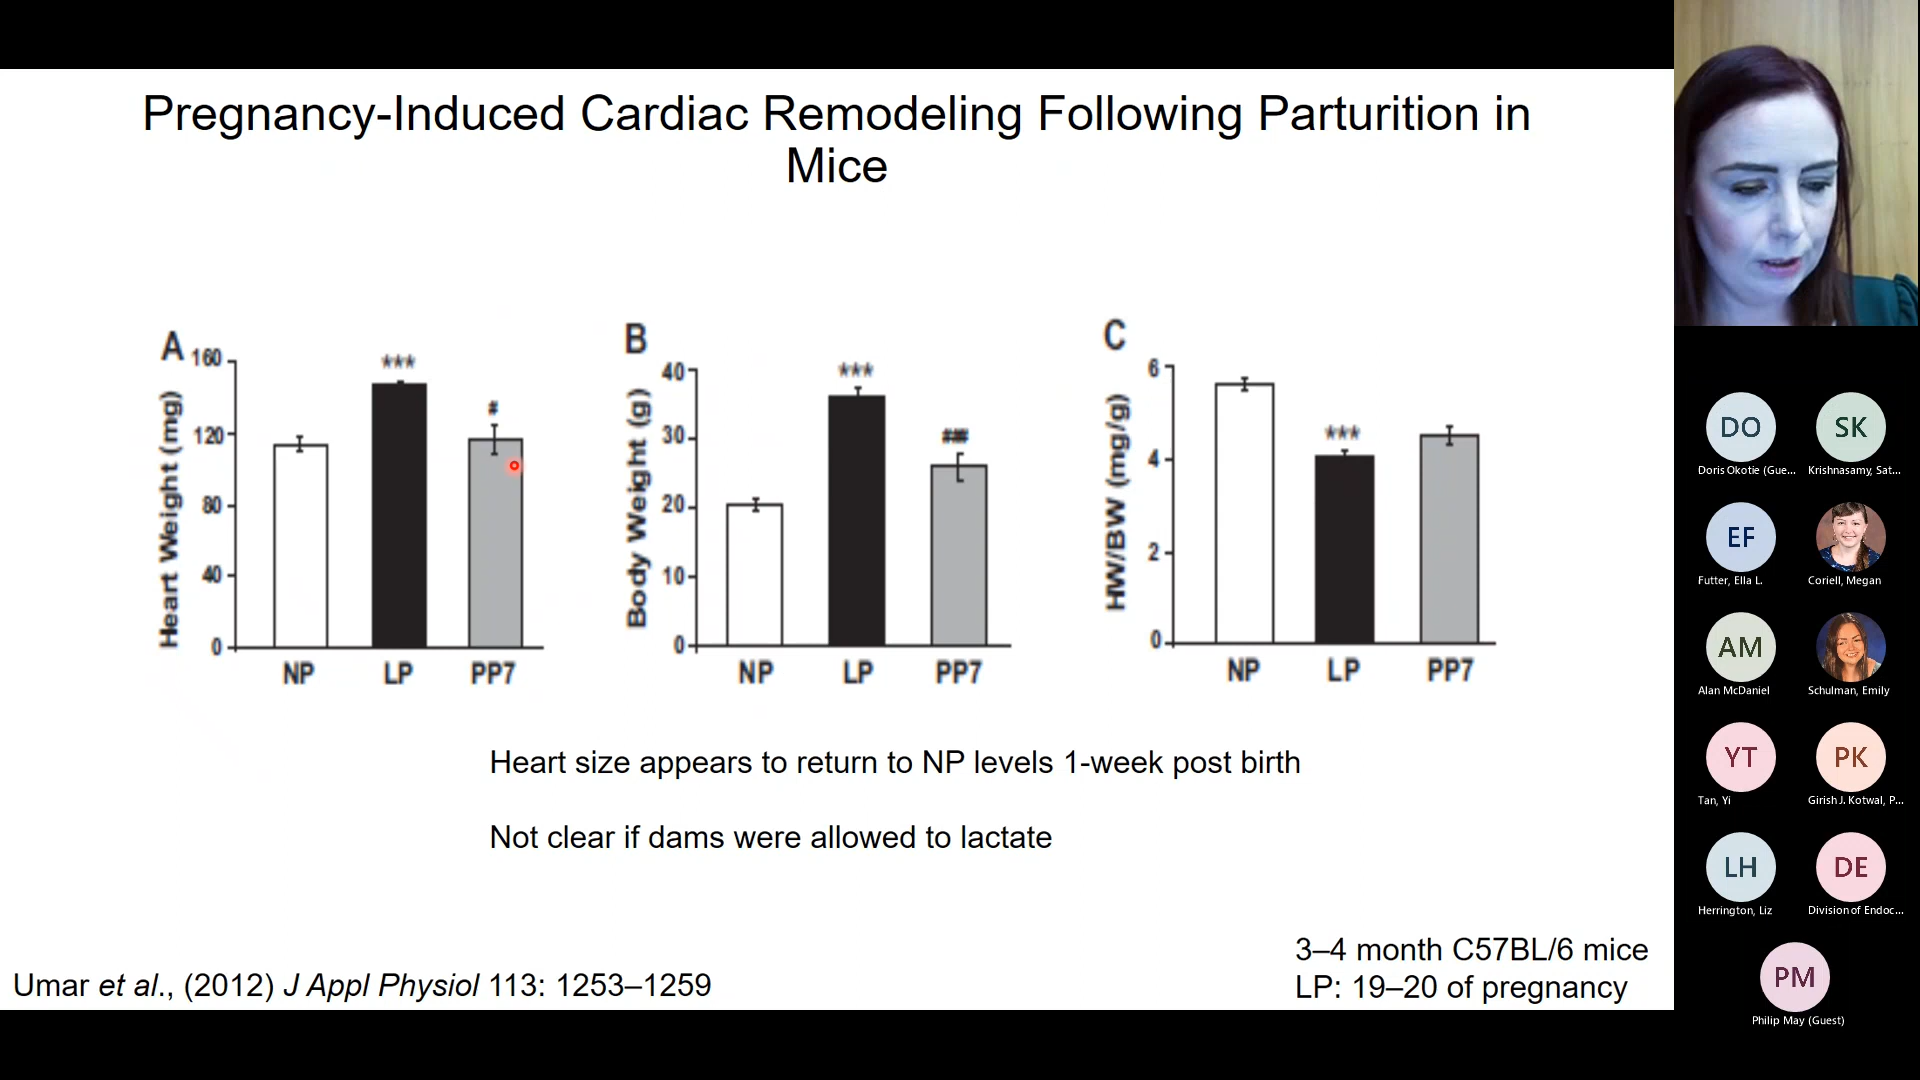 Pregnancy-Induced Cardiac Remodeling Following Parturition in
Mice
A
Heart Weight (mg)
160
120
80
40
0
***
#
NP
LP
PP7
B
Body Weight (g)
40
30
20
10
0
***
###
NP
LP
PP7
C
HW/BW (mg/g)
6
4
2
0
***
NP
LP
PP7
Heart size appears to return to NP levels 1-week post birth
Not clear if dams were allowed to lactate
3–4 month C57BL/6 mice
LP: 19–20 of pregnancy
Umar et al., (2012) J Appl Physiol 113: 1253–1259
DO
Doris Okotie (Gue...
SK
Krishnasamy, Sat...
EF
Futter, Ella L.
Coriell, Megan
AM
Alan McDaniel
Schulman, Emily
YT
Tan, Yi
PK
Girish J. Kotwal, P...
LH
Herrington, Liz
DE
Division of Endoc...
PM
Philip May (Guest)